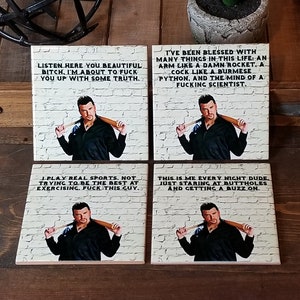 LISTEN HERE YOU BEAUTIFUL
BITCH, I'M ABOUT TO FUCK
YOU UP WITH SOME TRUTH.
I'VE BEEN BLESSED WITH
MANY THINGS IN THIS LIFE: AN
ARM LIKE A DAMN ROCKET, A
COCK LIKE A BURMESE
PYTHON, AND THE MIND OF A
FUCKING SCIENTIST.
I PLAY REAL SPORTS. NOT
TRYING TO BE THE BEST AT
EXERCISING. FUCK THIS GUY.
THIS IS ME EVERY NIGHT DUDE,
JUST STARING AT BUTTHOLES
AND GETTING A BUZZ ON.